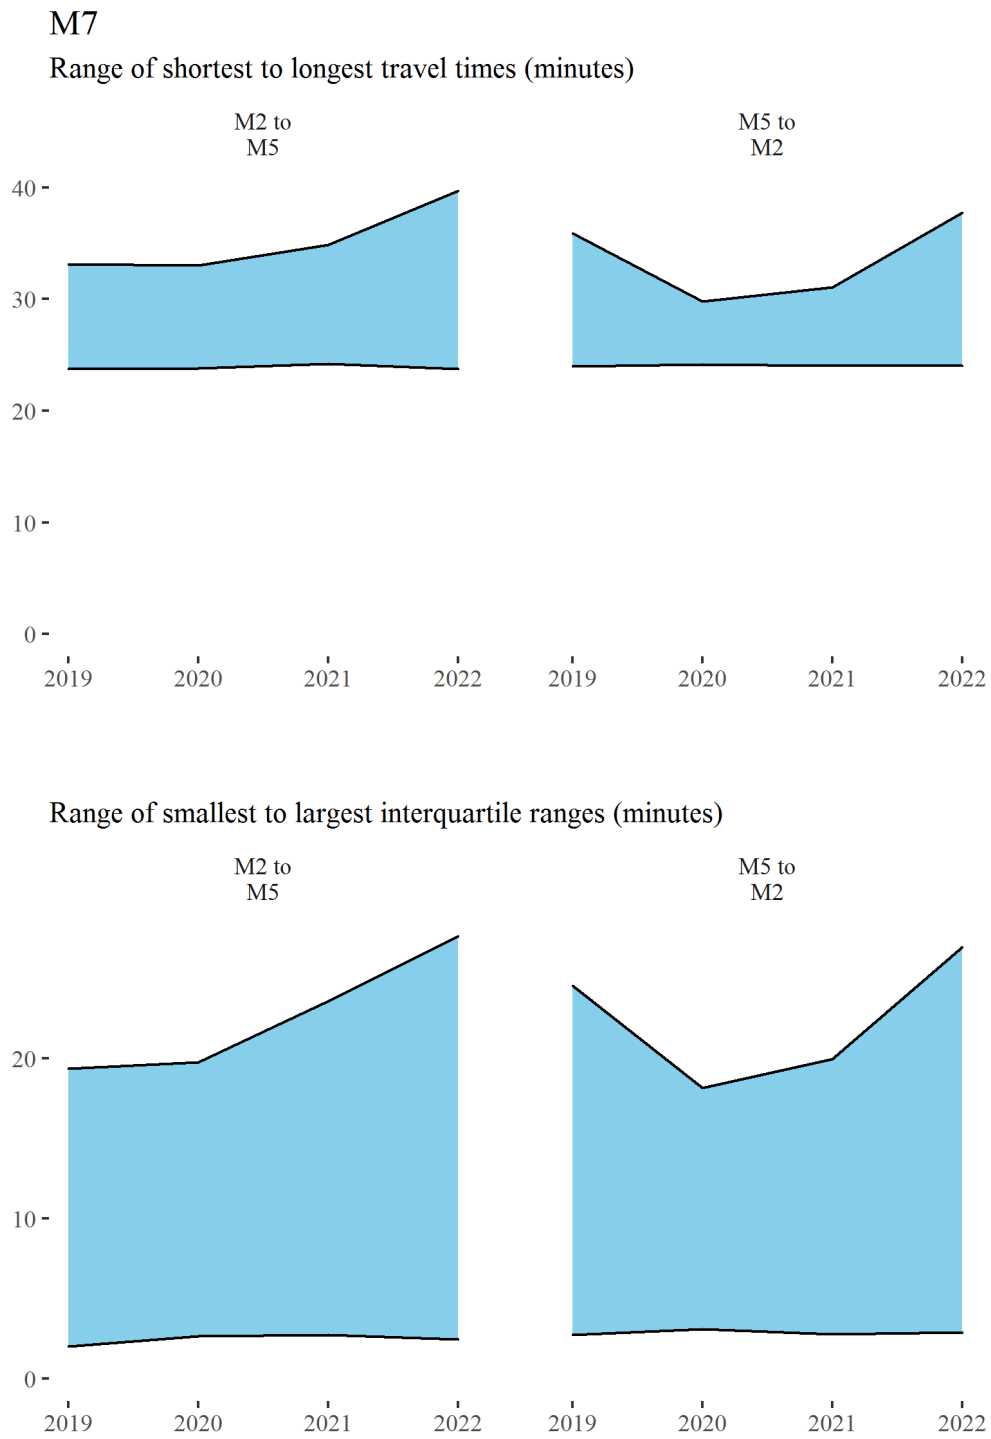 M7
Range of shortest to longest travel times (minutes)
M2 to
M5
M5 to
M2
40
30
20
10
0
2019 2020 2021 2022 2019 2020 2021 2022
Range of smallest to largest interquartile ranges (minutes)
M2 to
M5
M5 to
M2
20
10
0
2019 2020 2021 2022 2019 2020 2021 2022